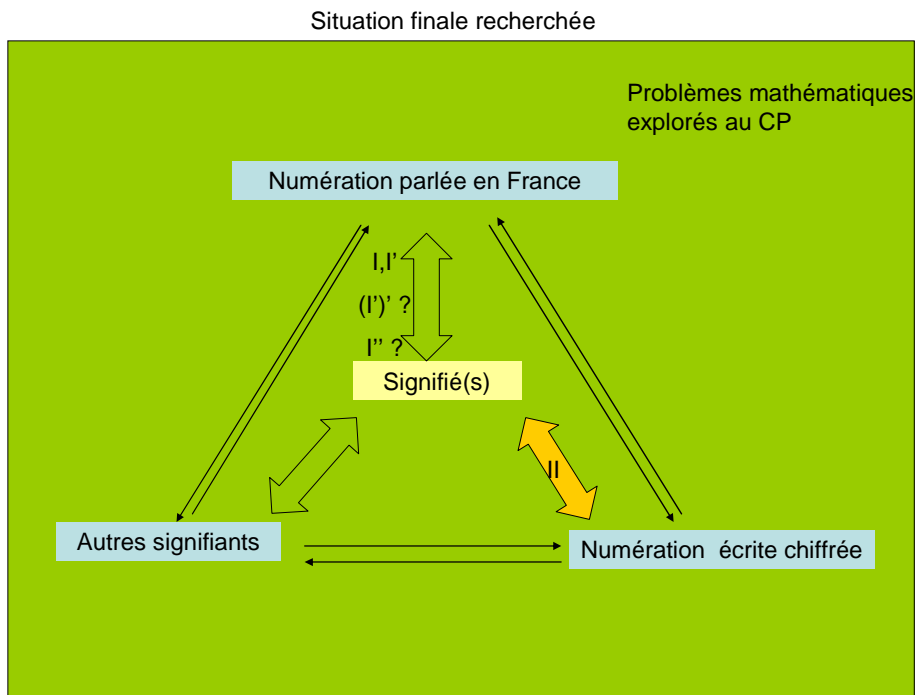 Situation finale recherchée
Problèmes mathématiques
explorés au CP
Numération parlée en France
I,I'
(I')' ?
I'' ?
Signifié(s)
II
Autres signifiants
Numération écrite chiffrée